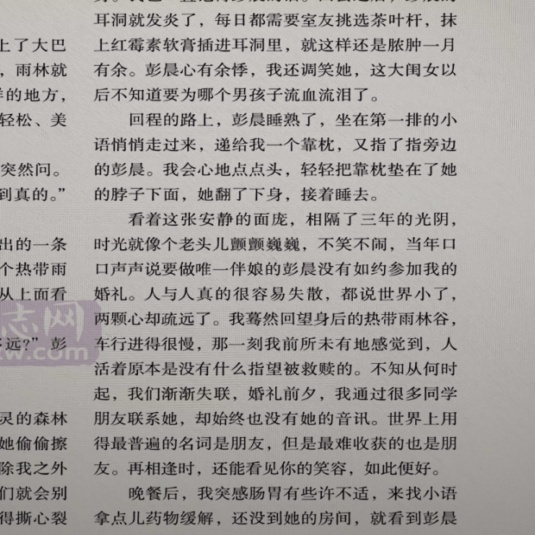 上了大巴
，雨林就
样的地方，
轻松、美
突然问。
到真的。”
出的一条
个热带雨
从上面看
志网
不远?”彭
灵的森林
她偷偷擦
除我之外
们就会别
得撕心裂
耳洞就发炎了，每日都需要室友挑选茶叶杆，抹
上红霉素软膏插进耳洞里，就这样还是脓肿一月
有余。彭晨心有余悸，我还调笑她，这大闺女以
后不知道要为哪个男孩子流血流泪了。
回程的路上，彭晨睡熟了，坐在第一排的小
语悄悄走过来，递给我一个靠枕，又指了指旁边
的彭晨。我会心地点点头，轻轻把靠枕垫在了她
的脖子下面，她翻了下身，接着睡去。
看着这张安静的面庞，相隔了三年的光阴，
时光就像个老头儿颤颤巍巍，不笑不闹，当年口
口声声说要做唯一伴娘的彭晨没有如约参加我的
婚礼。人与人真的很容易失散，都说世界小了，
两颗心却疏远了。我蓦然回望身后的热带雨林谷，
车行进得很慢，那一刻我前所未有地感觉到，人
活着原本是没有什么指望被救赎的。不知从何时
起，我们渐渐失联，婚礼前夕，我通过很多同学
朋友联系她，却始终也没有她的音讯。世界上用
得最普遍的名词是朋友，但是最难收获的也是朋
友。再相逢时，还能看见你的笑容，如此便好。
晚餐后，我突感肠胃有些许不适，来找小语
拿点儿药物缓解，还没到她的房间，就看到彭晨